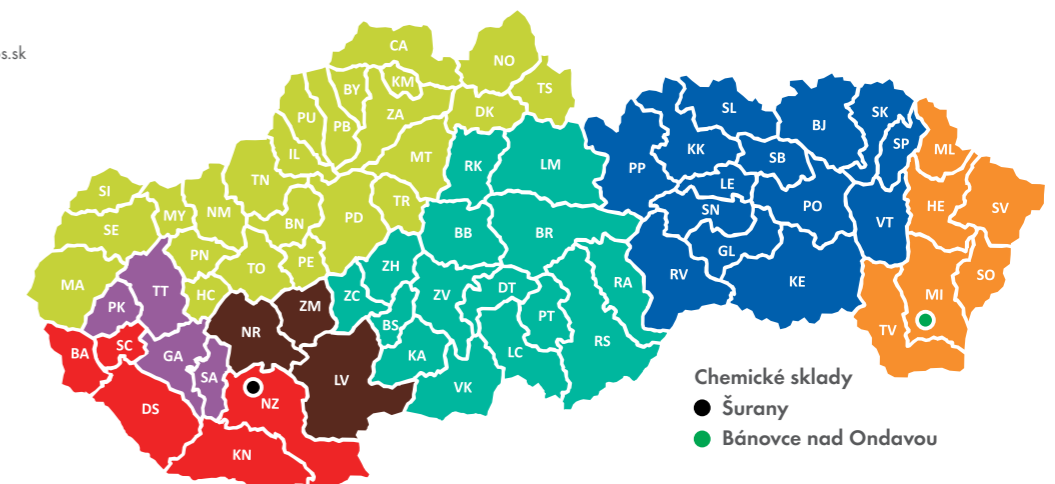 s.sk
CA
NO
BY
KM
TS
PU
PB
ZA
DK
IL
MT
TN
SI
MY
NM
BN
PD
TR
SE
PN
TO
PE
MA
HC
RK
LM
BB
BR
ZH
ZC
ZV
DT
RA
BS
PT
KA
LC
RS
VK
SL
BJ
SK
SP
KK
SB
PP
LE
SN
PO
VT
GL
RV
KE
ML
HE
SV
SO
MI
TV
TT
PK
GA
SA
ZM
NR
LV
BA
SC
DS
NZ
KN
Chemické sklady
Šurany
Bánovce nad Ondavou